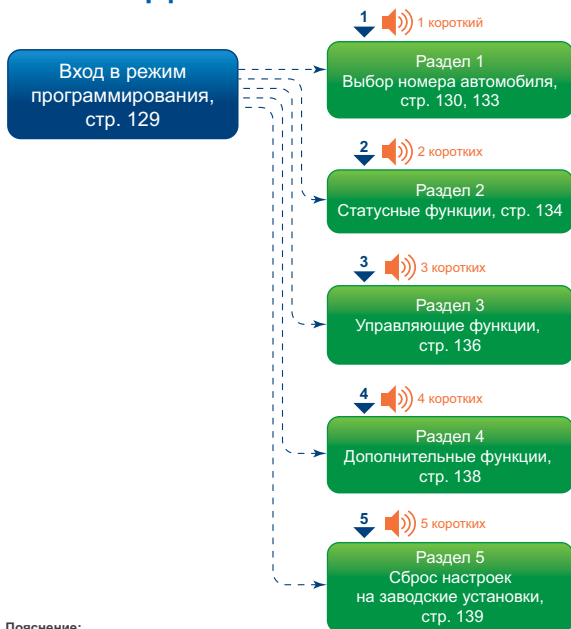 1 1 короткий
Вход в режим
программирования,
стр. 129
Раздел 1
Выбор номера автомобиля,
стр. 130, 133
2 2 коротких
Раздел 2
Статусные функции, стр. 134
3 3 коротких
Раздел 3
Управляющие функции,
стр. 136
4 4 коротких
Раздел 4
Дополнительные функции,
стр. 138
5 5 коротких
Раздел 5
Сброс настроек
на заводские установки,
стр. 139
Пояснение: